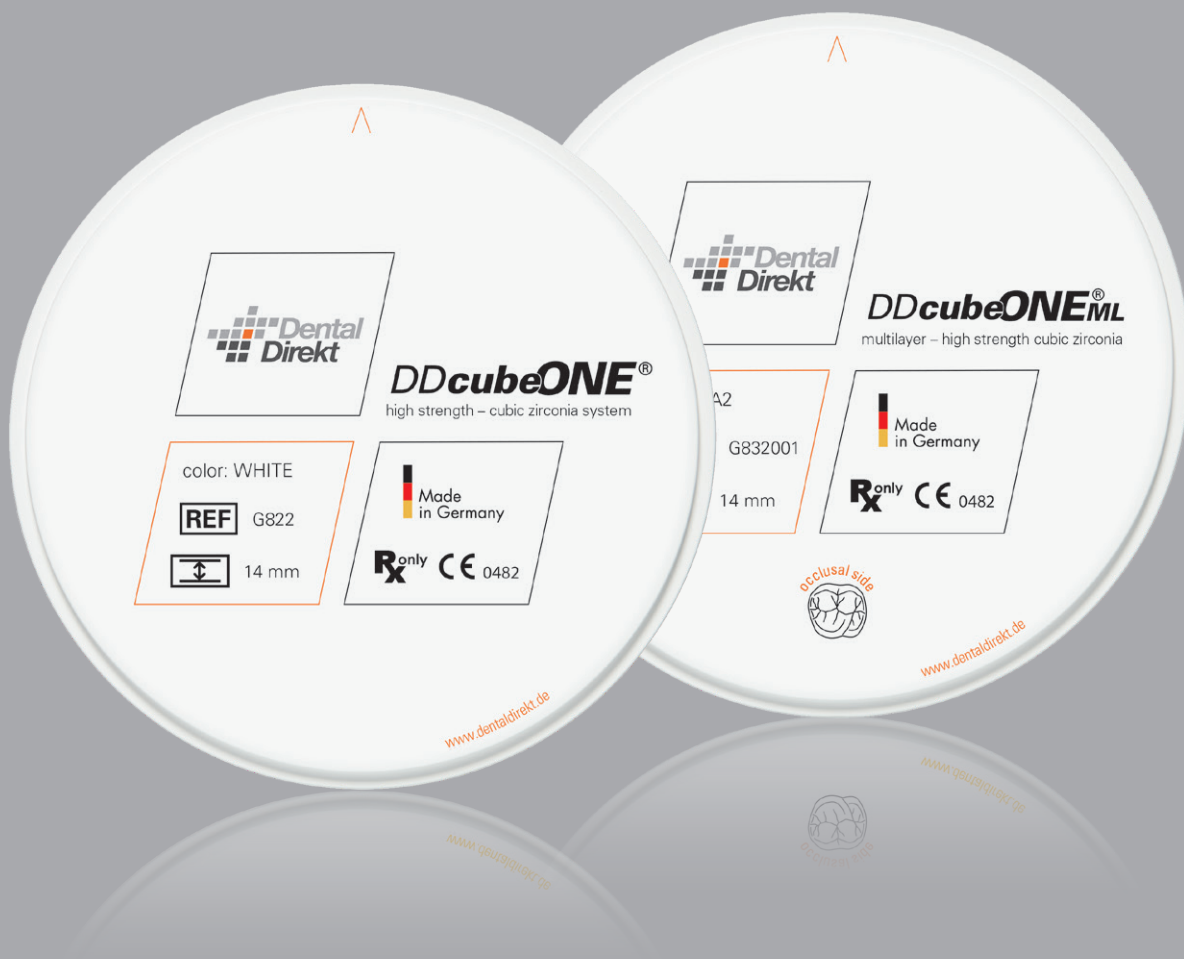 Dental
Direkt
DDcubeONE®
high strength – cubic zirconia system
color: WHITE
REF G822
14 mm
Made
in Germany
Rx only CE 0482
www.dentaldirekt.de
Dental
Direkt
DDcubeONE® ML
multilayer – high strength cubic zirconia
A2
G832001
14 mm
Made
in Germany
Rx only CE 0482
occlusal side
www.dentaldirekt.de